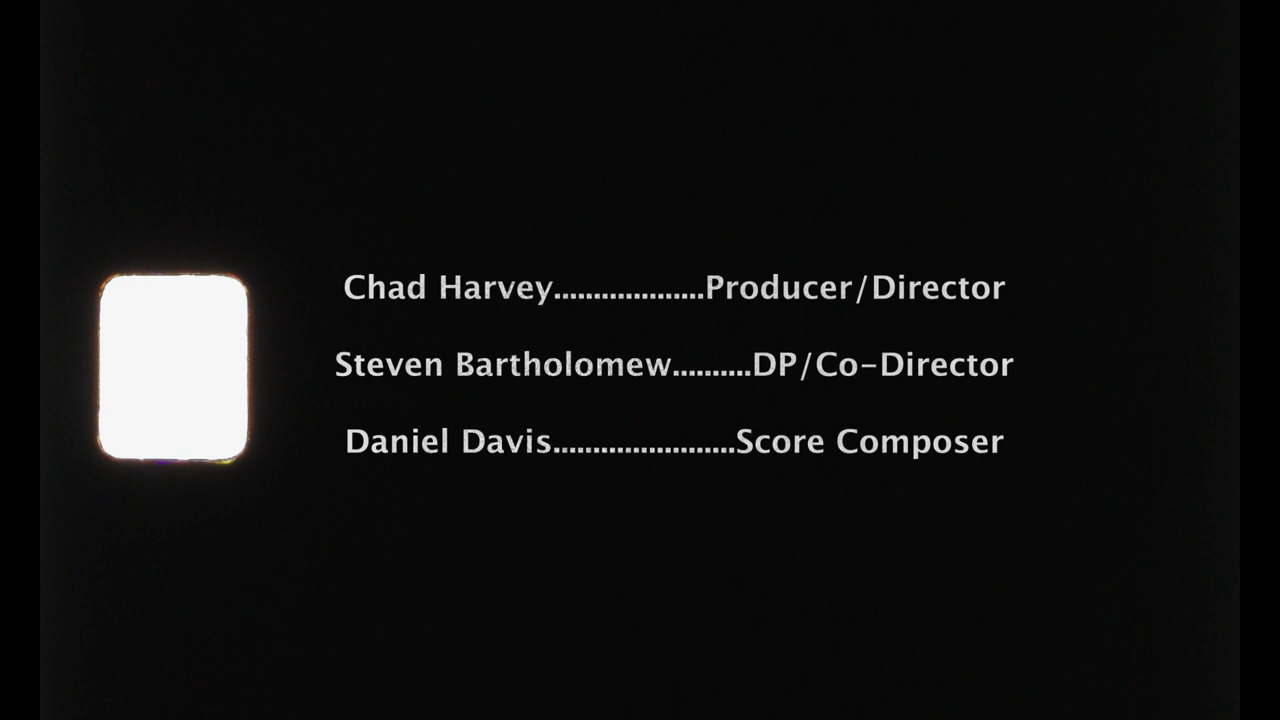 Chad Harvey...................Producer/Director
Steven Bartholomew..........DP/Co-Director
Daniel Davis.......................Score Composer